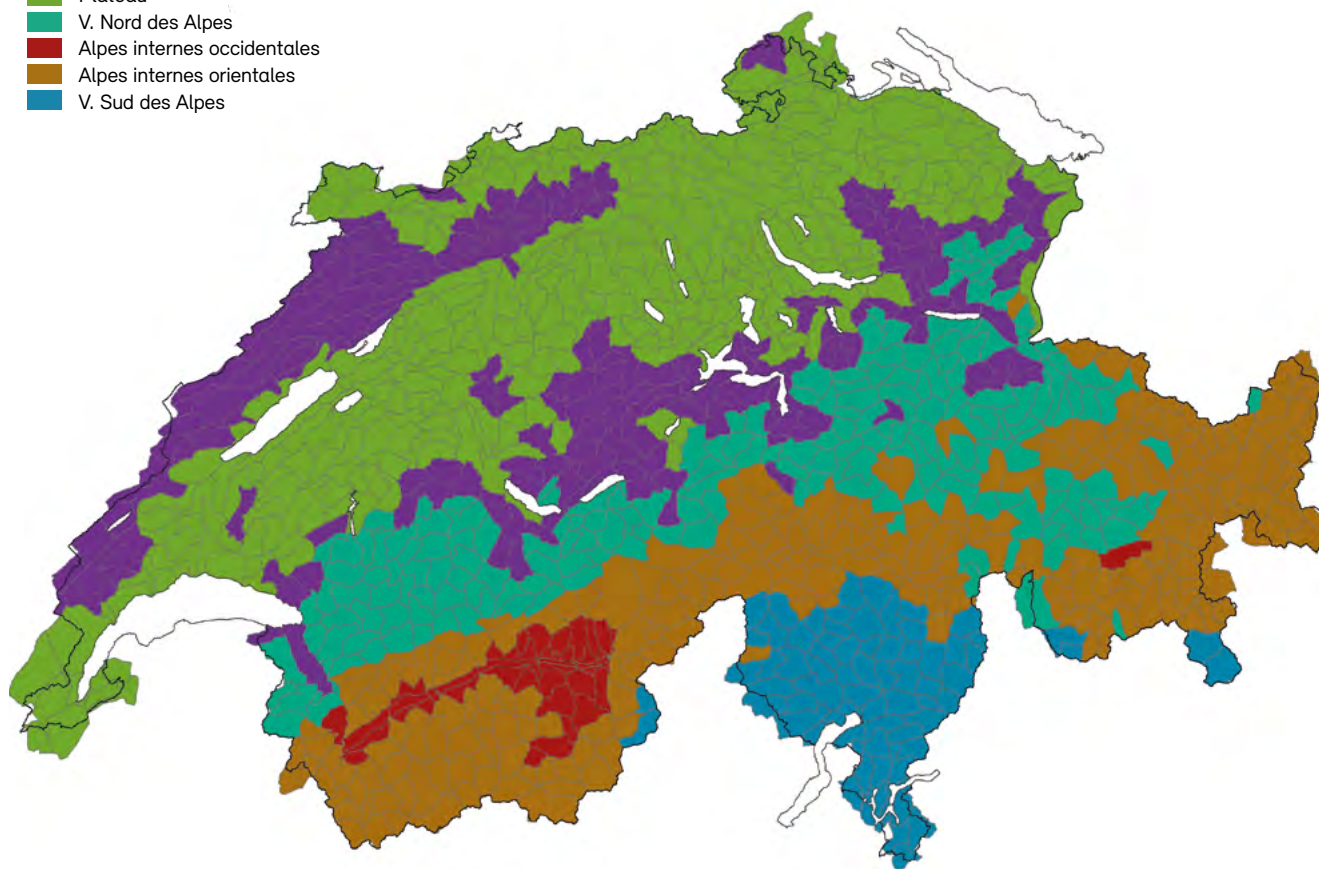 Plateau
V. Nord des Alpes
Alpes internes occidentales
Alpes internes orientales
V. Sud des Alpes